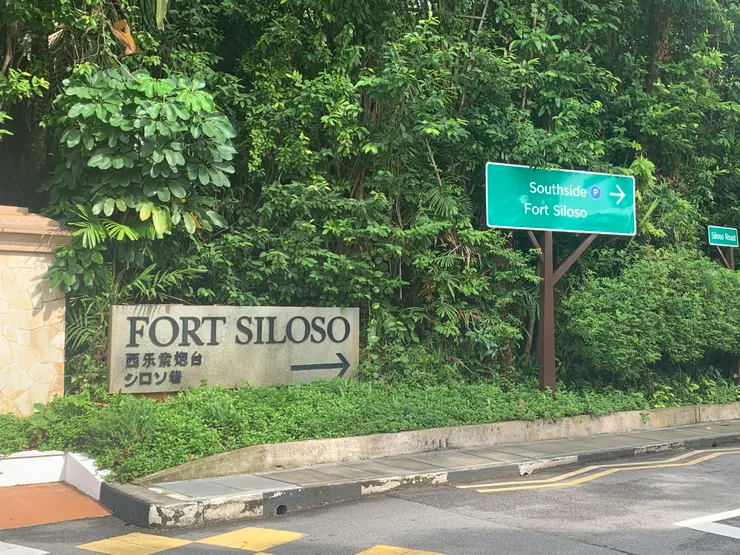 FORT SILOSO
西乐索炮台
シロソ砦
Southside P
Fort Siloso
Siloso Road